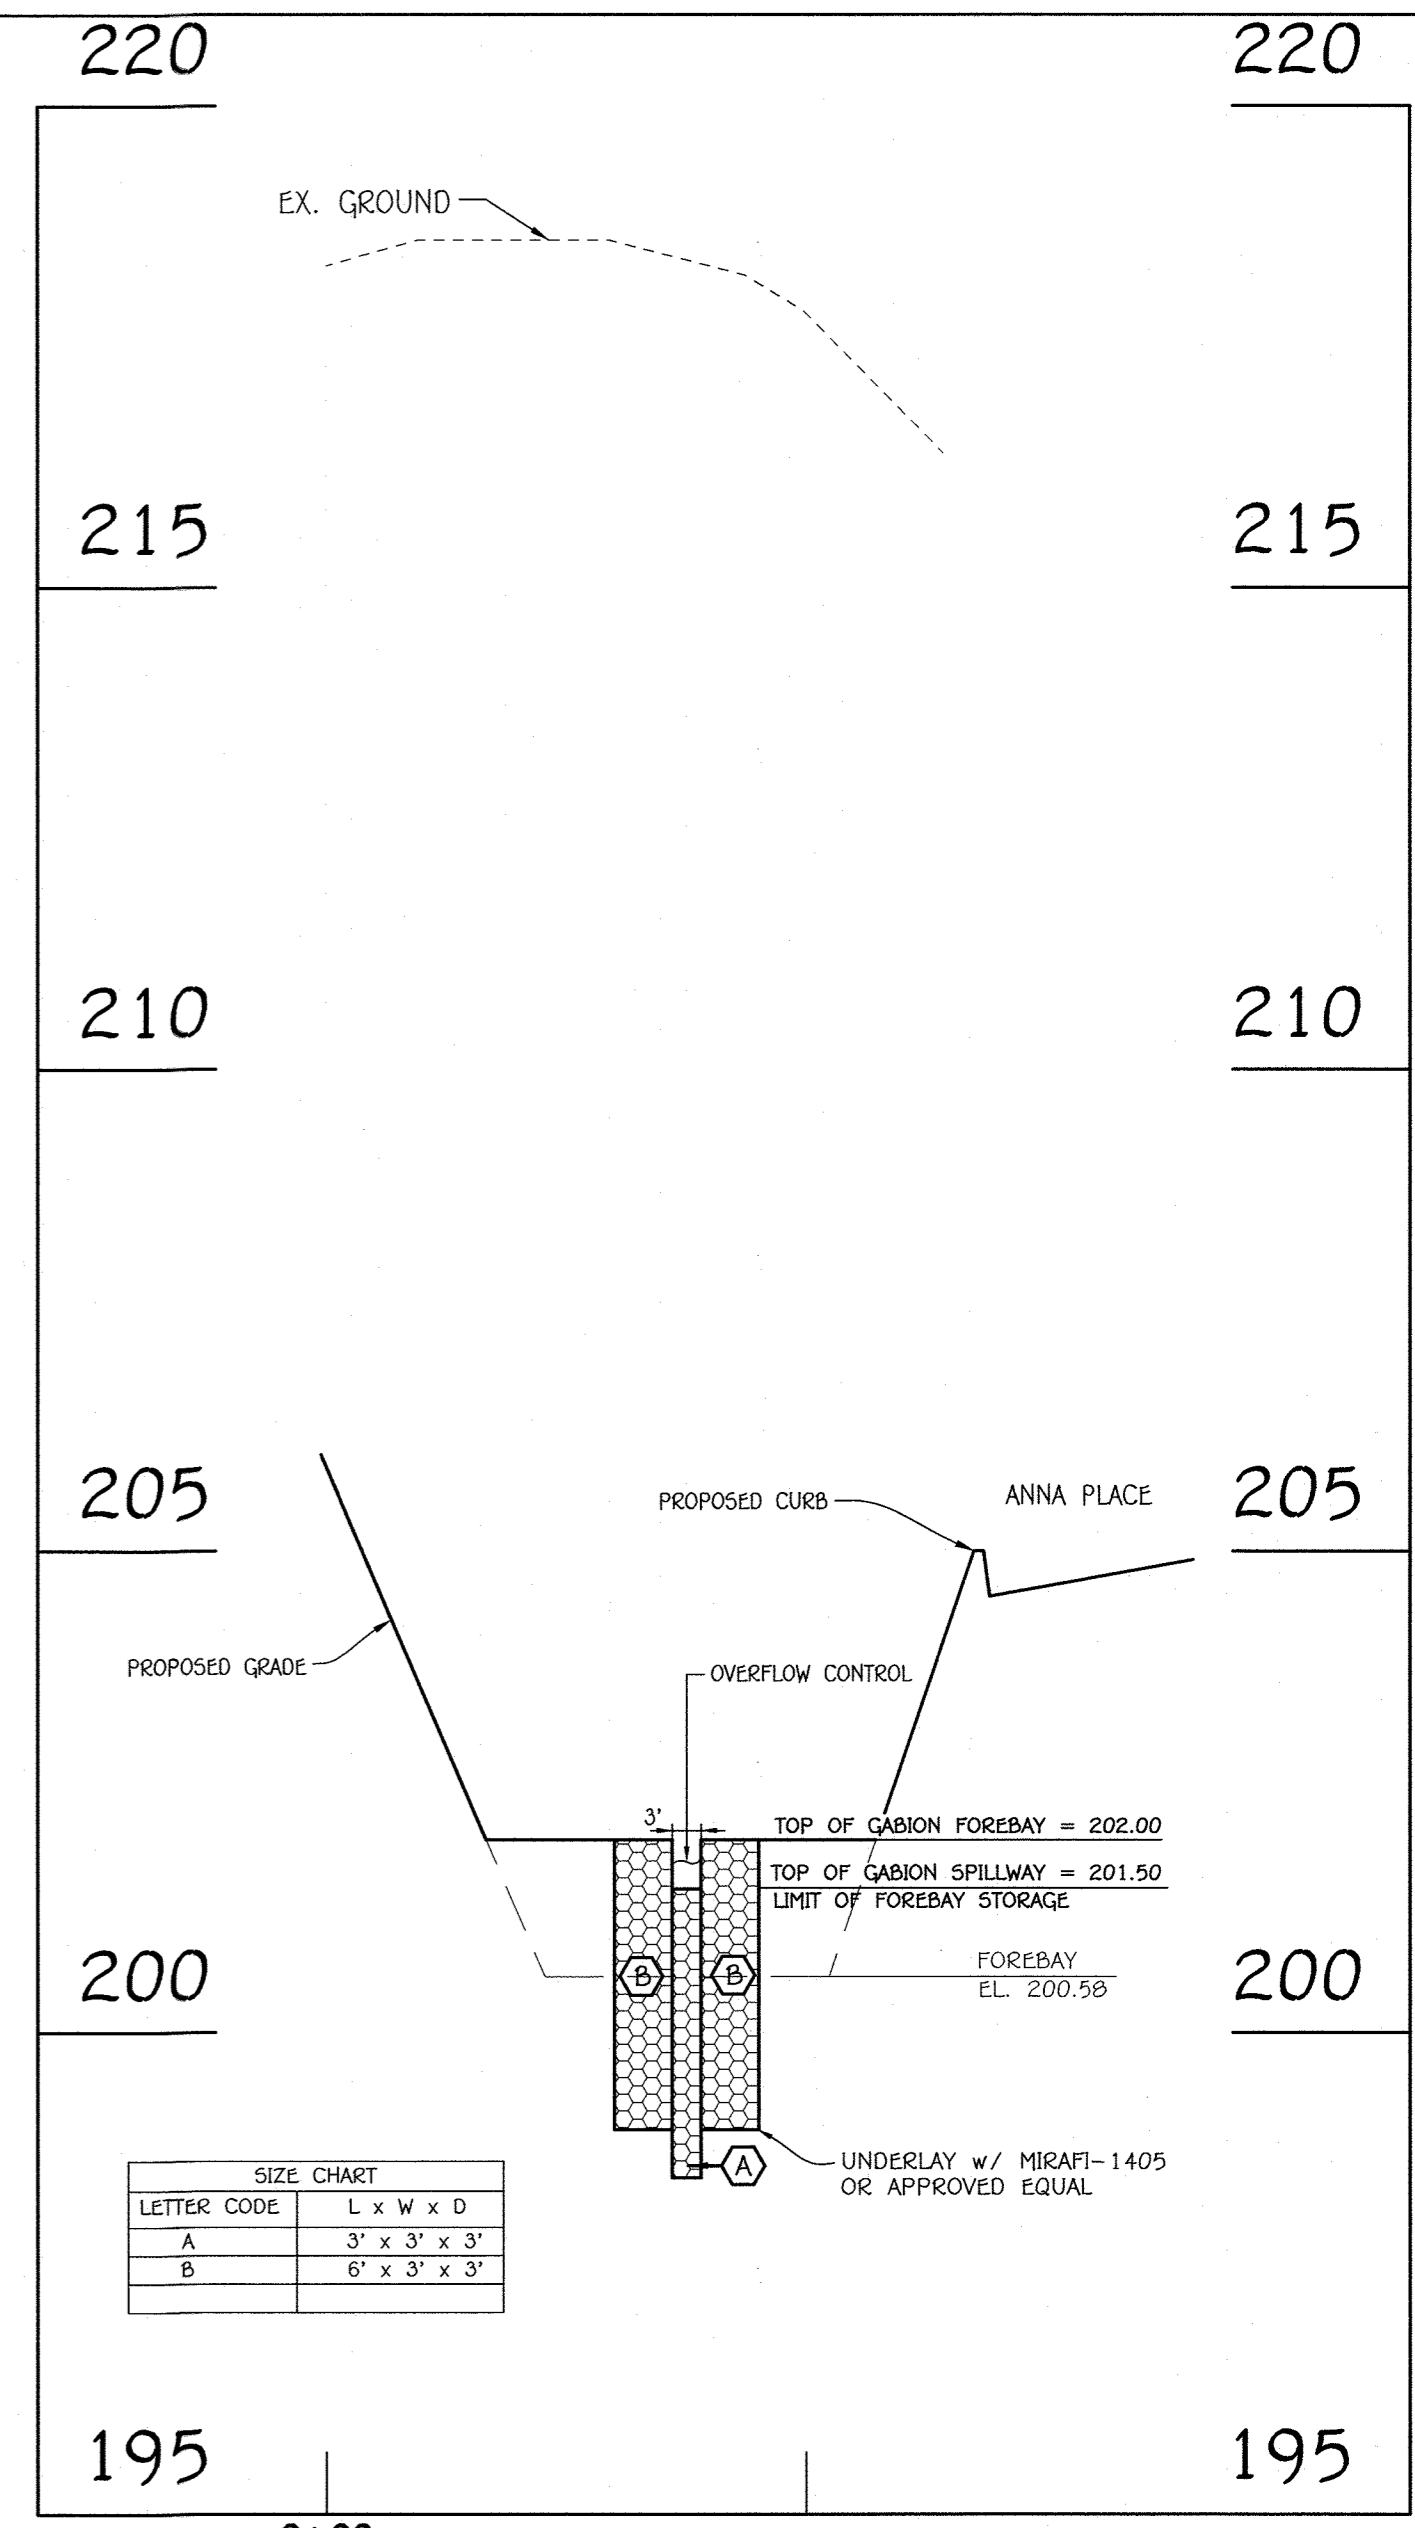 220 220
EX. GROUND
215 215
210 210
205 205
PROPOSED CURB
ANNA PLACE
PROPOSED GRADE
OVERFLOW CONTROL
3'
TOP OF GABION FOREBAY = 202.00
TOP OF GABION SPILLWAY = 201.50
LIMIT OF FOREBAY STORAGE
200 200
B B
FOREBAY
EL. 200.58
A
UNDERLAY w/ MIRAFI-1405
OR APPROVED EQUAL
SIZE CHART
LETTER CODE L x W x D
A 3' x 3' x 3'
B 6' x 3' x 3'
195 195